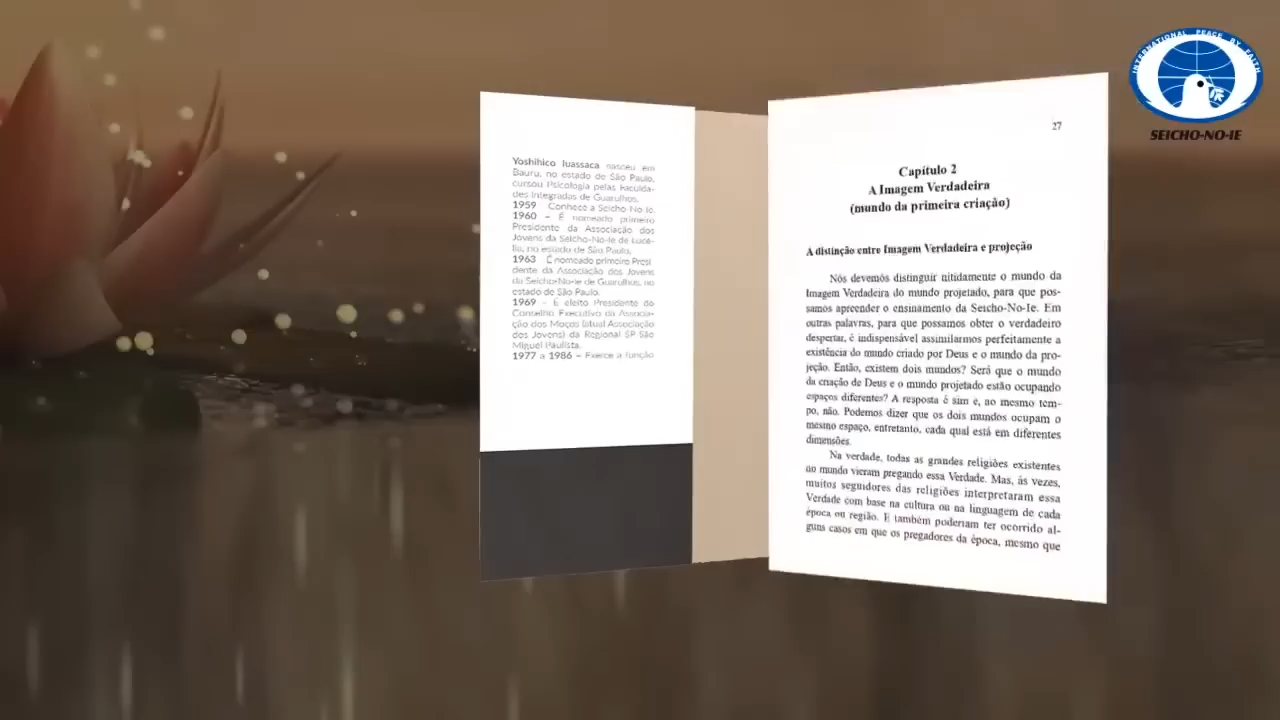 Yoshihico Iuassaca nasceu em
Bauru, no estado de São Paulo,
cursou Psicologia pelas Faculda-
des Integradas de Guarulhos.
1959 Conhece a Seicho-No-Ie.
1960 – É nomeado primeiro
Presidente da Associação dos
Jovens da Seicho-No-Ie de Lucé-
lia, no estado de São Paulo.
1963 É nomeado primeiro Presi-
dente da Associação dos Jovens
da Seicho-No-Ie de Guarulhos, no
estado de São Paulo.
1969 – É eleito Presidente do
Conselho Executivo da Associa-
ção dos Moços (atual Associação
dos Jovens) da Regional SP-São
Miguel Paulista.
1977 a 1986 – Exerce a função
27
Capítulo 2
A Imagem Verdadeira
(mundo da primeira criação)
A distinção entre Imagem Verdadeira e projeção
Nós devemos distinguir nitidamente o mundo da
Imagem Verdadeira do mundo projetado, para que pos-
samos apreender o ensinamento da Seicho-No-Ie. Em
outras palavras, para que possamos obter o verdadeiro
despertar, é indispensável assimilarmos perfeitamente a
existência do mundo criado por Deus e o mundo da pro-
jeção. Então, existem dois mundos? Será que o mundo
da criação de Deus e o mundo projetado estão ocupando
espaços diferentes? A resposta é sim e, ao mesmo tem-
po, não. Podemos dizer que os dois mundos ocupam o
mesmo espaço, entretanto, cada qual está em diferentes
dimensões.
Na verdade, todas as grandes religiões existentes
no mundo vieram pregando essa Verdade. Mas, às vezes,
muitos seguidores das religiões interpretaram essa
Verdade com base na cultura ou na linguagem de cada
época ou região. E também poderiam ter ocorrido al-
guns casos em que os pregadores da época, mesmo que
INTERNATIONAL PEACE BY FAITH
SEICHO-NO-IE